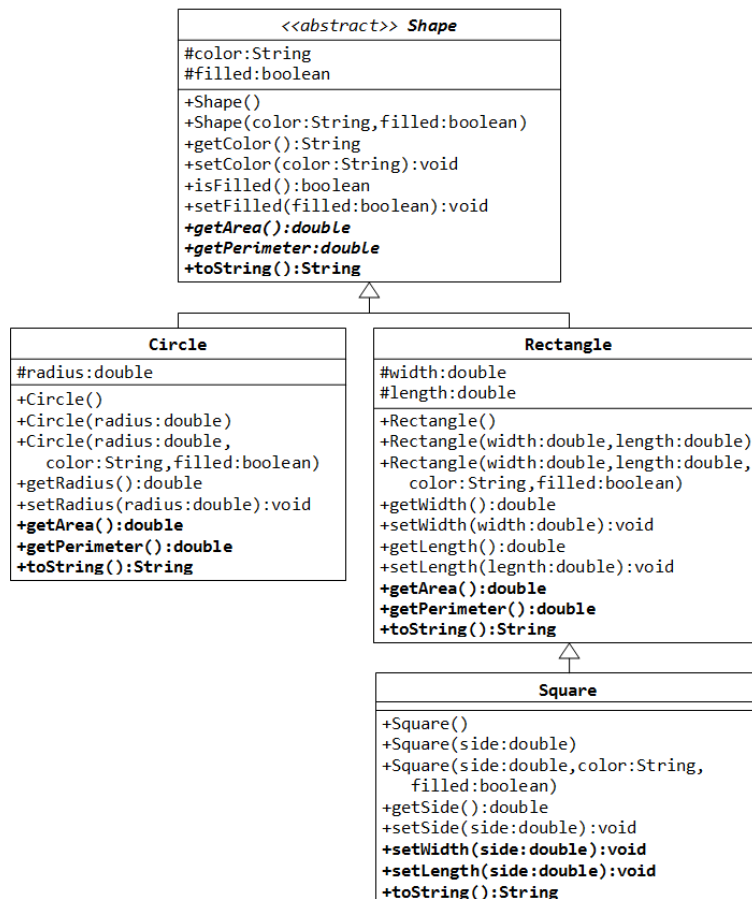 <<abstract>> Shape
#color:String
#filled:boolean
+Shape()
+Shape(color:String,filled:boolean)
+getColor():String
+setColor(color:String):void
+isFilled():boolean
+setFilled(filled:boolean):void
+getArea():double
+getPerimeter:double
+toString():String
Circle
#radius:double
+Circle()
+Circle(radius:double)
+Circle(radius:double,
color:String,filled:boolean)
+getRadius():double
+setRadius(radius:double):void
+getArea():double
+getPerimeter():double
+toString():String
Rectangle
#width:double
#length:double
+Rectangle()
+Rectangle(width:double,length:double)
+Rectangle(width:double,length:double,
color:String,filled:boolean)
+getWidth():double
+setWidth(width:double):void
+getLength():double
+setLength(legnth:double):void
+getArea():double
+getPerimeter():double
+toString():String
Square
+Square()
+Square(side:double)
+Square(side:double,color:String,
filled:boolean)
+getSide():double
+setSide(side:double):void
+setWidth(side:double):void
+setLength(side:double):void
+toString():String